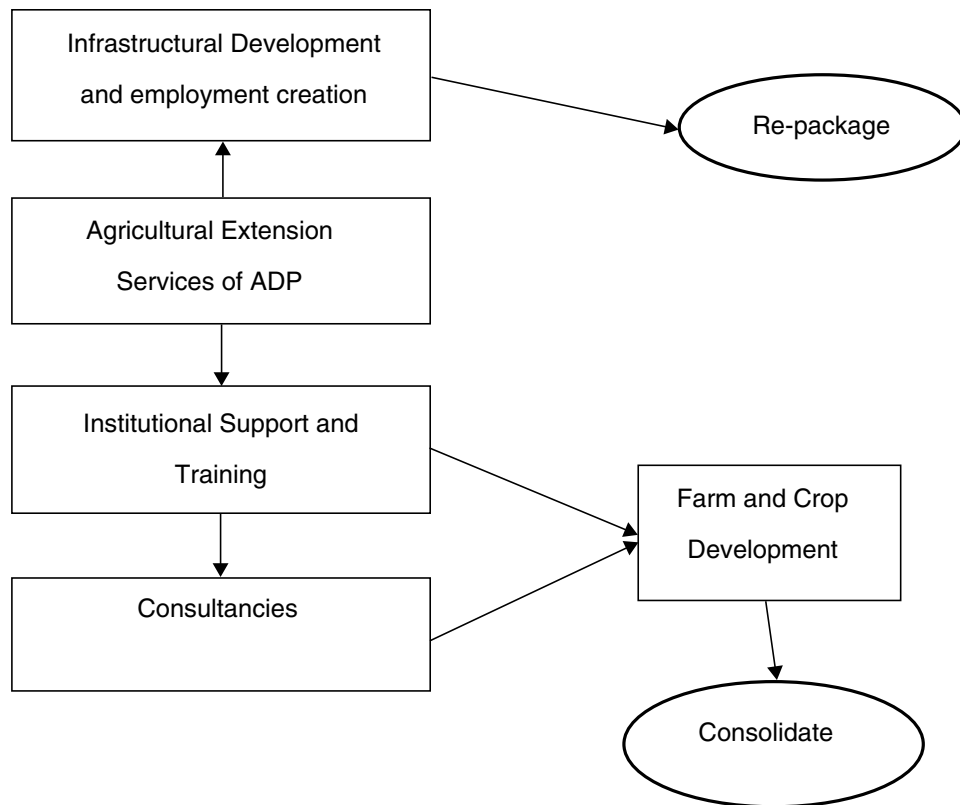 Infrastructural Development
and employment creation
Re-package
Agricultural Extension
Services of ADP
Institutional Support and
Training
Farm and Crop
Development
Consultancies
Consolidate